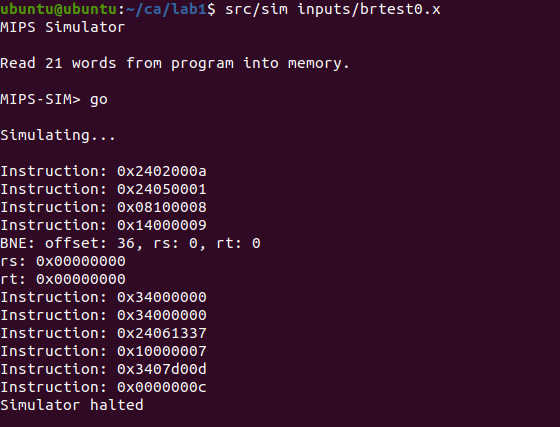 ubuntu@ubuntu:~/ca/lab1$ src/sim inputs/brtest0.x
MIPS Simulator
Read 21 words from program into memory.
MIPS-SIM> go
Simulating...
Instruction: 0x2402000a
Instruction: 0x24050001
Instruction: 0x08100008
Instruction: 0x14000009
BNE: offset: 36, rs: 0, rt: 0
rs: 0x00000000
rt: 0x00000000
Instruction: 0x34000000
Instruction: 0x34000000
Instruction: 0x24061337
Instruction: 0x10000007
Instruction: 0x3407d00d
Instruction: 0x0000000c
Simulator halted